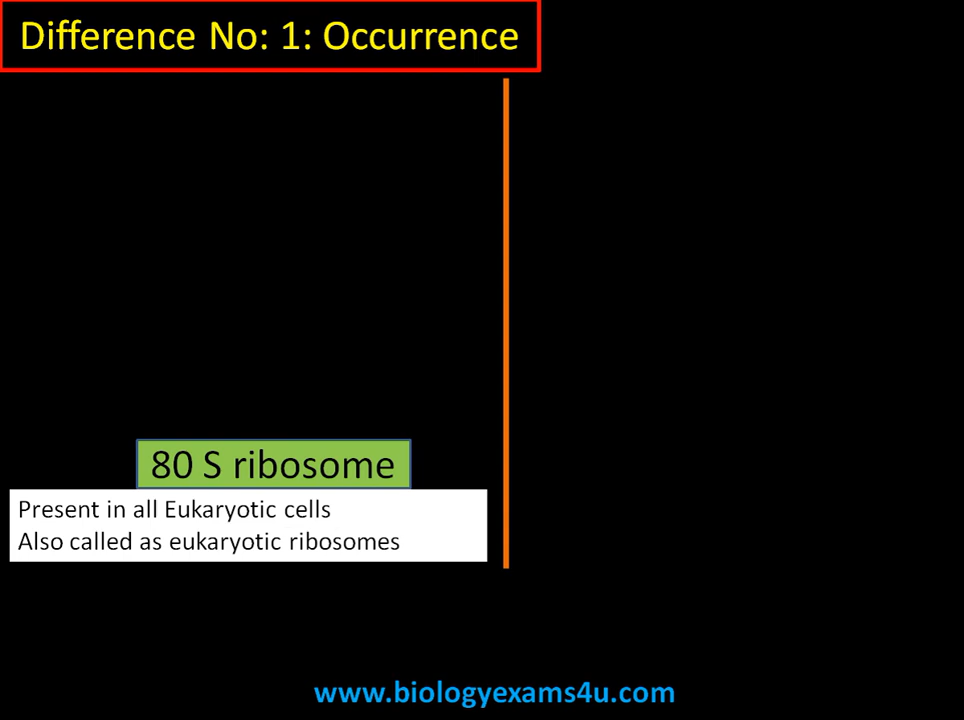 Difference No: 1: Occurrence
80 S ribosome
Present in all Eukaryotic cells
Also called as eukaryotic ribosomes
www.biologyexams4u.com